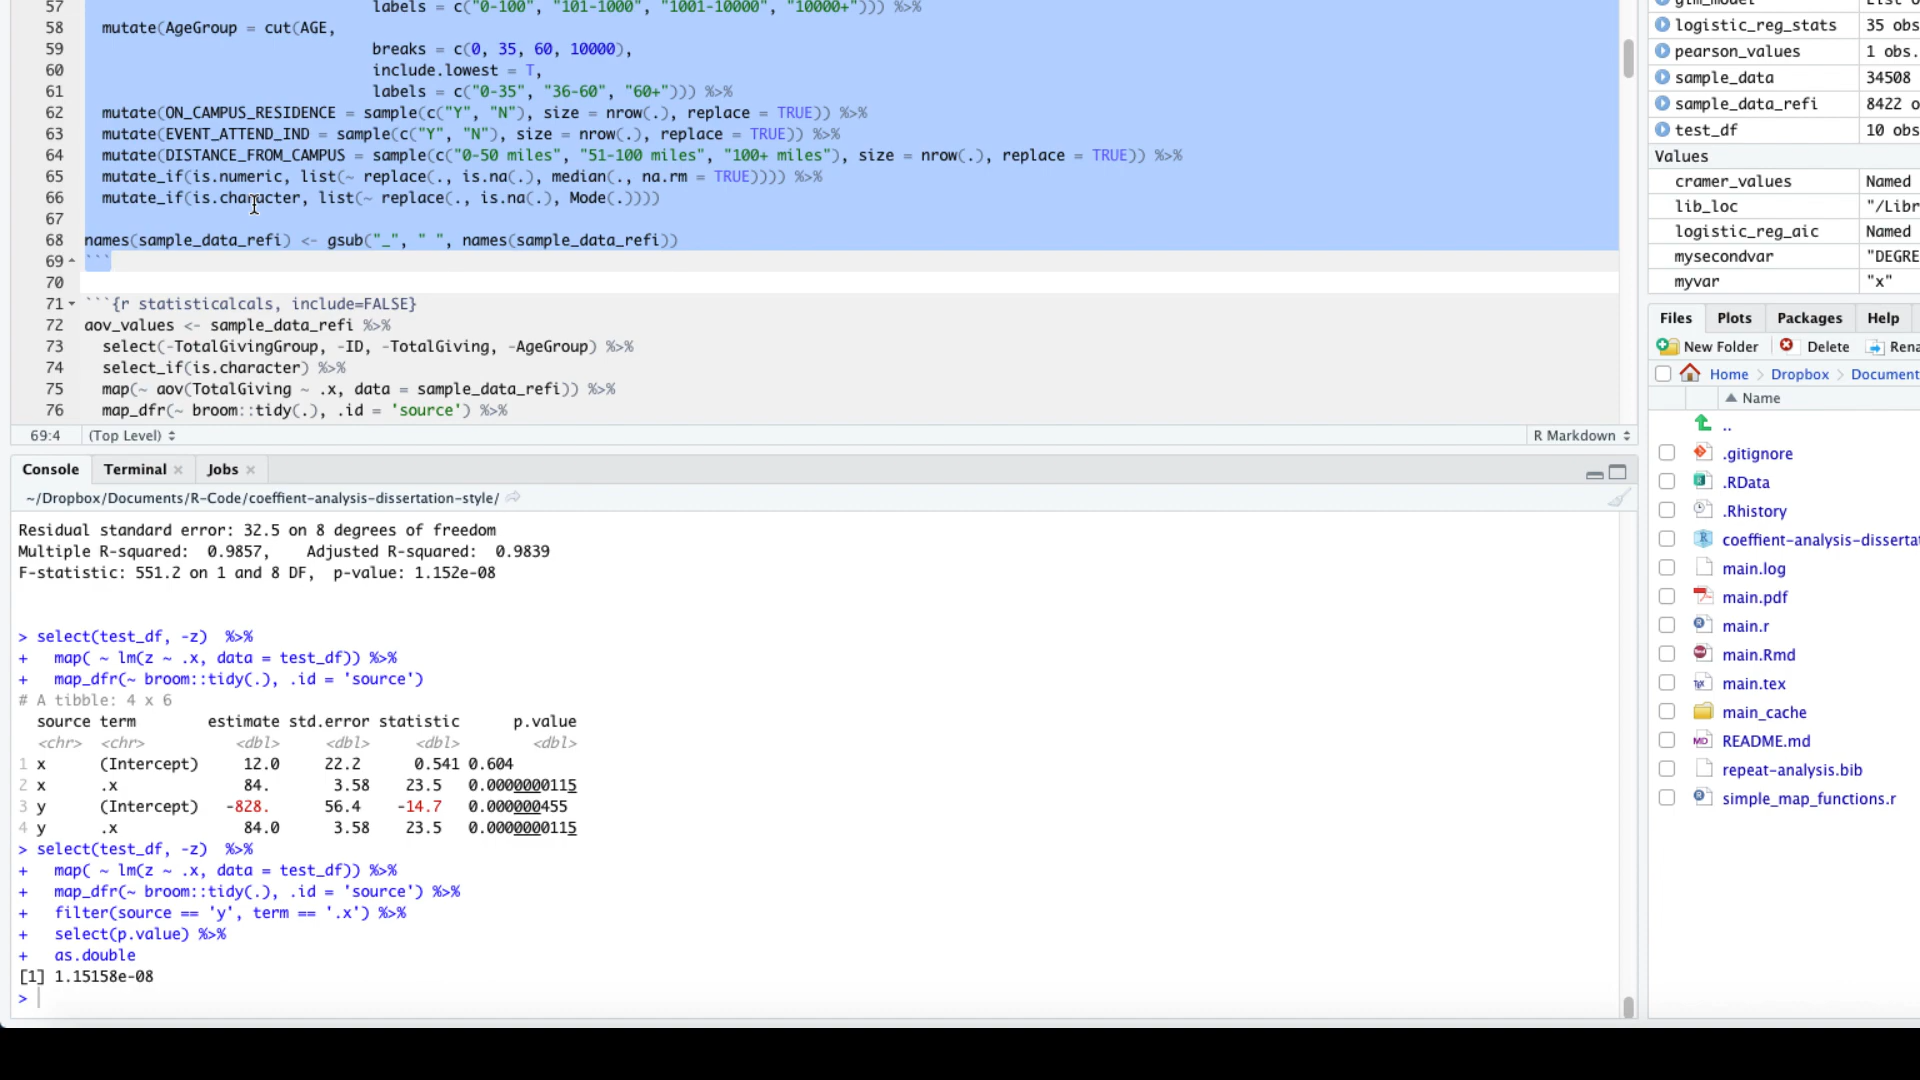 57 labels = c("0-100", "101-1000", "1001-10000", "10000+"))) %>%
58 mutate(AgeGroup = cut(AGE,
59 breaks = c(0, 35, 60, 10000),
60 include.lowest = T,
61 labels = c("0-35", "36-60", "60+"))) %>%
62 mutate(ON_CAMPUS_RESIDENCE = sample(c("Y", "N"), size = nrow(.), replace = TRUE)) %>%
63 mutate(EVENT_ATTEND_IND = sample(c("Y", "N"), size = nrow(.), replace = TRUE)) %>%
64 mutate(DISTANCE_FROM_CAMPUS = sample(c("0-50 miles", "51-100 miles", "100+ miles"), size = nrow(.), replace = TRUE)) %>%
65 mutate_if(is.numeric, list(~ replace(., is.na(.), median(., na.rm = TRUE)))) %>%
66 mutate_if(is.character, list(~ replace(., is.na(.), Mode(.))))
67
68 names(sample_data_refi) <- gsub("_", " ", names(sample_data_refi))
69 ```
70
71 ```{r statisticalcals, include=FALSE}
72 aov_values <- sample_data_refi %>%
73 select(-TotalGivingGroup, -ID, -TotalGiving, -AgeGroup) %>%
74 select_if(is.character) %>%
75 map(~ aov(TotalGiving ~ .x, data = sample_data_refi)) %>%
76 map_dfr(~ broom::tidy(.), .id = 'source') %>%
69:4 (Top Level) R Markdown
Console Terminal Jobs
~/Dropbox/Documents/R-Code/coeffient-analysis-dissertation-style/
Residual standard error: 32.5 on 8 degrees of freedom
Multiple R-squared: 0.9857, Adjusted R-squared: 0.9839
F-statistic: 551.2 on 1 and 8 DF, p-value: 1.152e-08
> select(test_df, -z) %>%
+ map( ~ lm(z ~ .x, data = test_df)) %>%
+ map_dfr(~ broom::tidy(.), .id = 'source')
# A tibble: 4 x 6
source term estimate std.error statistic p.value
<chr> <chr> <dbl> <dbl> <dbl> <dbl>
1 x (Intercept) 12.0 22.2 0.541 0.604
2 x .x 84. 3.58 23.5 0.0000000115
3 y (Intercept) -828. 56.4 -14.7 0.000000455
4 y .x 84.0 3.58 23.5 0.0000000115
> select(test_df, -z) %>%
+ map( ~ lm(z ~ .x, data = test_df)) %>%
+ map_dfr(~ broom::tidy(.), .id = 'source') %>%
+ filter(source == 'y', term == '.x') %>%
+ select(p.value) %>%
+ as.double
[1] 1.15158e-08
>
glm_model List o
logistic_reg_stats 35 obs
pearson_values 1 obs.
sample_data 34508
sample_data_refi 8422 o
test_df 10 obs
Values
cramer_values Named
lib_loc "/Libr
logistic_reg_aic Named
mysecondvar "DEGRE
myvar "x"
Files Plots Packages Help
New Folder Delete Rena
Home Dropbox Document
Name
..
.gitignore
.RData
.Rhistory
coeffient-analysis-disserta
main.log
main.pdf
main.r
main.Rmd
main.tex
main_cache
README.md
repeat-analysis.bib
simple_map_functions.r